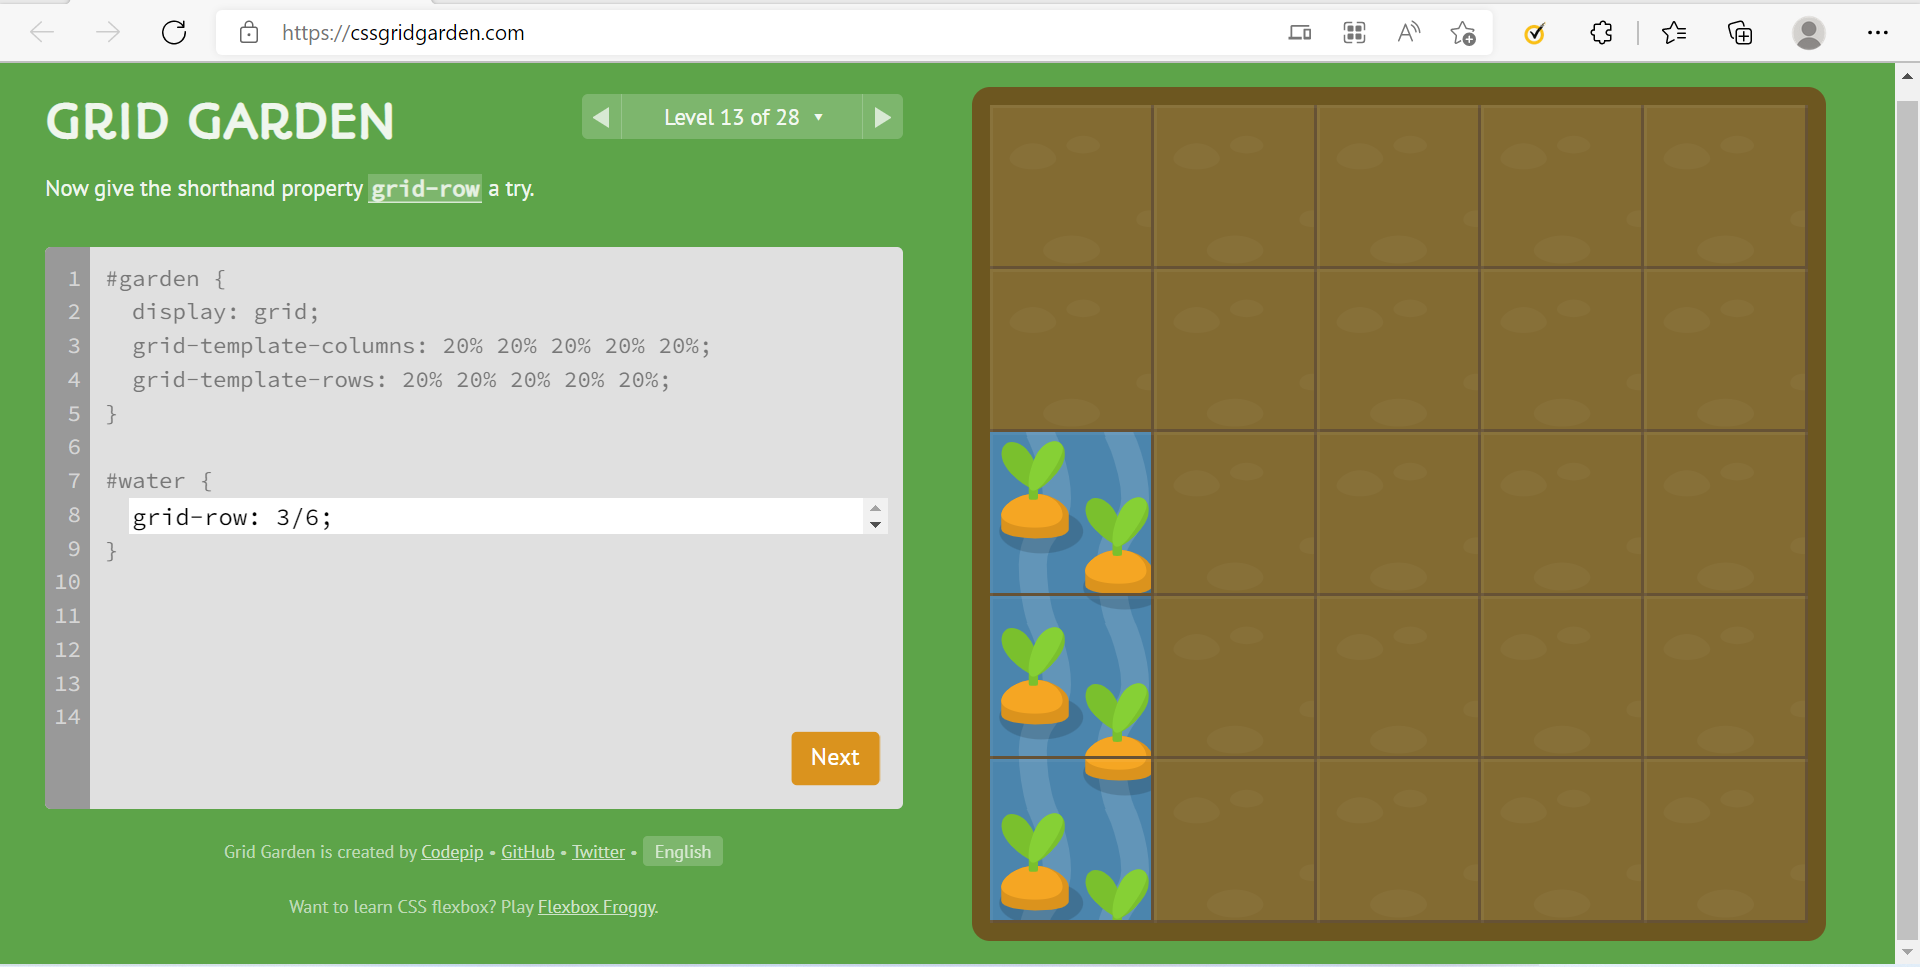 https://cssgridgarden.com
GRID GARDEN
Level 13 of 28
Now give the shorthand property grid-row a try.
1 #garden {
2 display: grid;
3 grid-template-columns: 20% 20% 20% 20% 20%;
4 grid-template-rows: 20% 20% 20% 20% 20%;
5 }
6
7 #water {
8 grid-row: 3/6;
9 }
10
11
12
13
14
Next
Grid Garden is created by Codepip • GitHub • Twitter • English
Want to learn CSS flexbox? Play Flexbox Froggy.